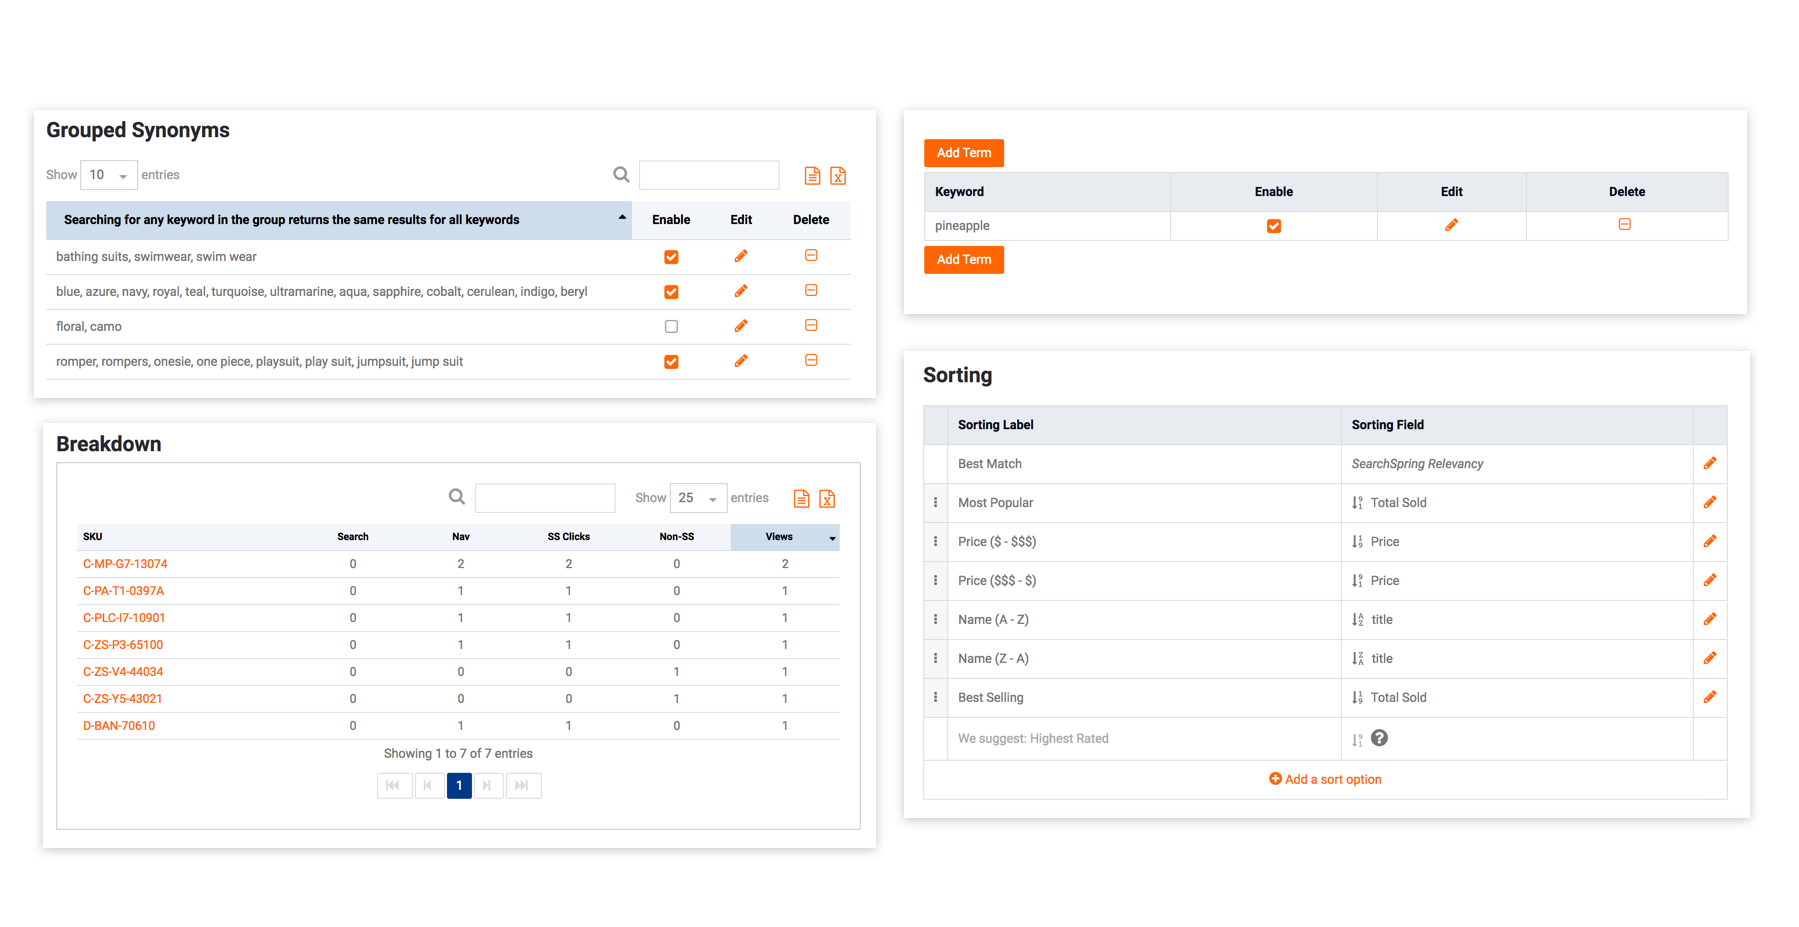 Grouped Synonyms
Show 10 entries
Searching for any keyword in the group returns the same results for all keywords Enable Edit Delete
bathing suits, swimwear, swim wear
blue, azure, navy, royal, teal, turquoise, ultramarine, aqua, sapphire, cobalt, cerulean, indigo, beryl
floral, camo
romper, rompers, onesie, one piece, playsuit, play suit, jumpsuit, jump suit
Breakdown
Show 25 entries
SKU Search Nav SS Clicks Non-SS Views
C-MP-G7-13074 0 2 2 0 2
C-PA-T1-0397A 0 1 1 0 1
C-PLC-I7-10901 0 1 1 0 1
C-ZS-P3-65100 0 1 1 0 1
C-ZS-V4-44034 0 0 0 1 1
C-ZS-Y5-43021 0 0 0 1 1
D-BAN-70610 0 1 1 0 1
Showing 1 to 7 of 7 entries
1
Add Term
Keyword Enable Edit Delete
pineapple
Add Term
Sorting
Sorting Label Sorting Field
Best Match SearchSpring Relevancy
Most Popular Total Sold
Price ($ - $$$) Price
Price ($$$ - $) Price
Name (A - Z) title
Name (Z - A) title
Best Selling Total Sold
We suggest: Highest Rated ?
Add a sort option